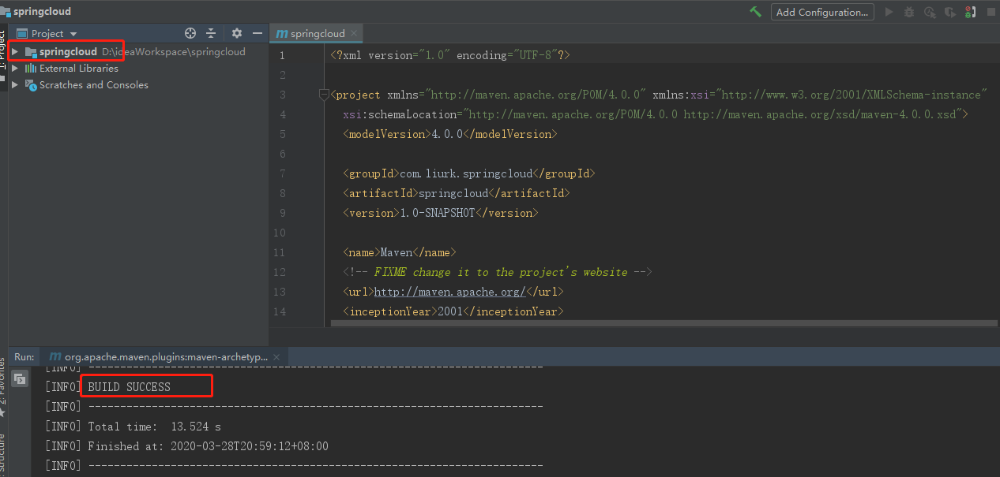 springcloud
Add Configuration...
Project
springcloud
1: Project
springcloud D:\ideaWorkspace\springcloud
External Libraries
Scratches and Consoles
1 <?xml version="1.0" encoding="UTF-8"?>
2
3 <project xmlns="http://maven.apache.org/POM/4.0.0" xmlns:xsi="http://www.w3.org/2001/XMLSchema-instance"
4 xsi:schemaLocation="http://maven.apache.org/POM/4.0.0 http://maven.apache.org/xsd/maven-4.0.0.xsd">
5 <modelVersion>4.0.0</modelVersion>
6
7 <groupId>com.liurk.springcloud</groupId>
8 <artifactId>springcloud</artifactId>
9 <version>1.0-SNAPSHOT</version>
10
11 <name>Maven</name>
12 <!-- FIXME change it to the project's website -->
13 <url>http://maven.apache.org/</url>
14 <inceptionYear>2001</inceptionYear>
Run: org.apache.maven.plugins:maven-archetyp...
2: Favorites
Structure
[INFO] ------------------------------------------------------------------------
[INFO] BUILD SUCCESS
[INFO] ------------------------------------------------------------------------
[INFO] Total time: 13.524 s
[INFO] Finished at: 2020-03-28T20:59:12+08:00
[INFO] ------------------------------------------------------------------------